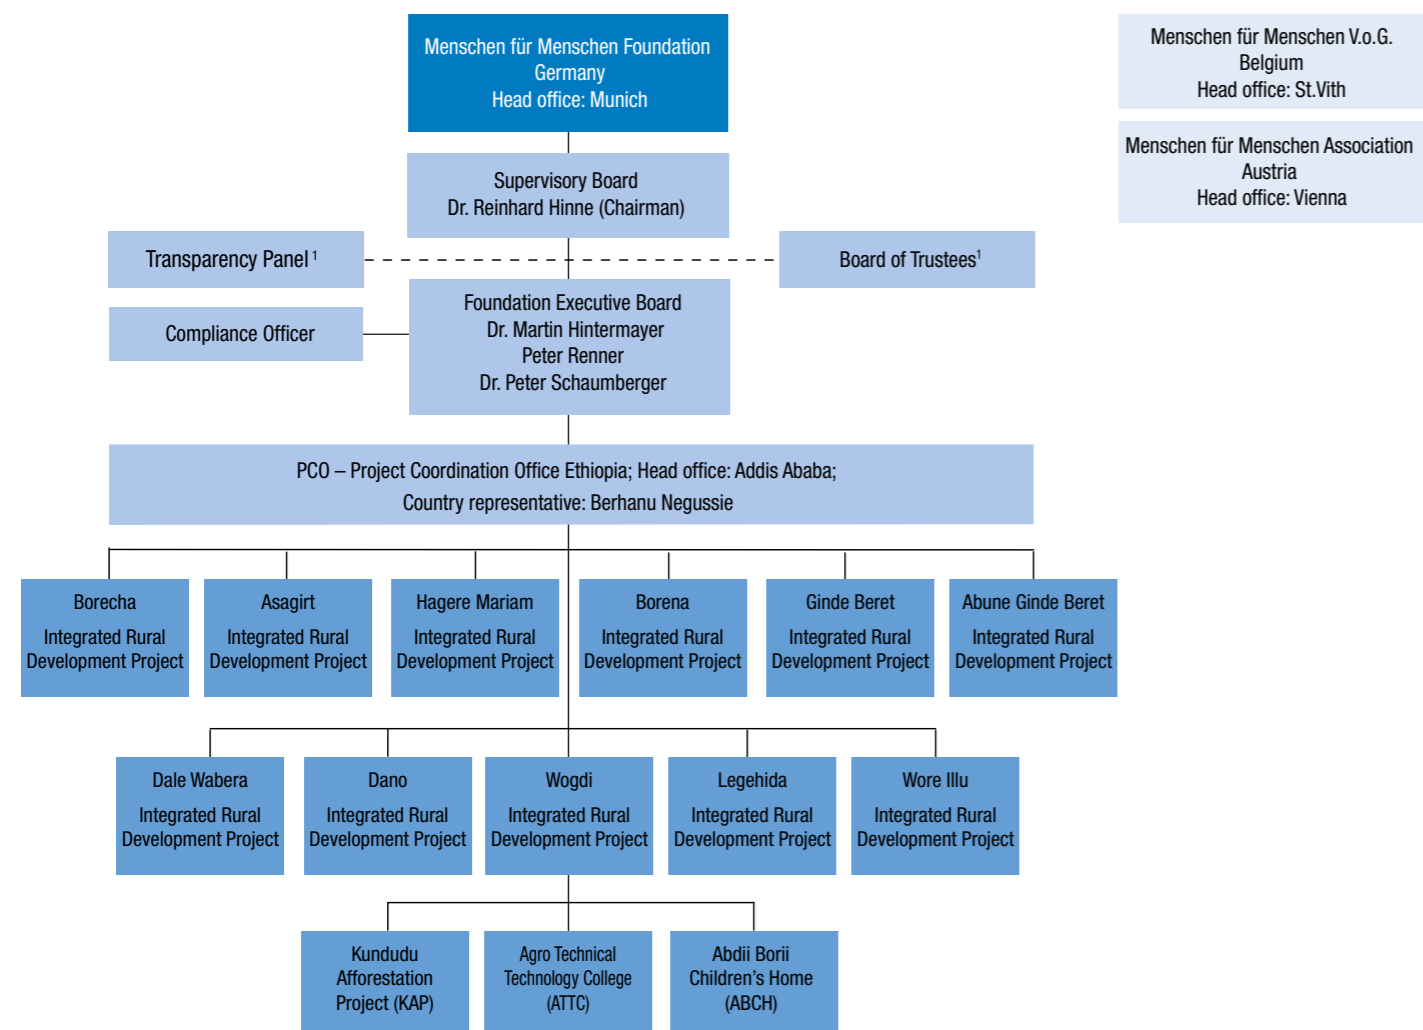 Menschen für Menschen Foundation
Germany
Head office: Munich
Menschen für Menschen V.o.G.
Belgium
Head office: St.Vith
Menschen für Menschen Association
Austria
Head office: Vienna
Supervisory Board
Dr. Reinhard Hinne (Chairman)
Transparency Panel ¹
Board of Trustees¹
Compliance Officer
Foundation Executive Board
Dr. Martin Hintermayer
Peter Renner
Dr. Peter Schaumberger
PCO – Project Coordination Office Ethiopia; Head office: Addis Ababa;
Country representative: Berhanu Negussie
Borecha
Integrated Rural
Development Project
Asagirt
Integrated Rural
Development Project
Hagere Mariam
Integrated Rural
Development Project
Borena
Integrated Rural
Development Project
Ginde Beret
Integrated Rural
Development Project
Abune Ginde Beret
Integrated Rural
Development Project
Dale Wabera
Integrated Rural
Development Project
Dano
Integrated Rural
Development Project
Wogdi
Integrated Rural
Development Project
Legehida
Integrated Rural
Development Project
Wore Illu
Integrated Rural
Development Project
Kundudu
Afforestation
Project (KAP)
Agro Technical
Technology College
(ATTC)
Abdii Borii
Children’s Home
(ABCH)